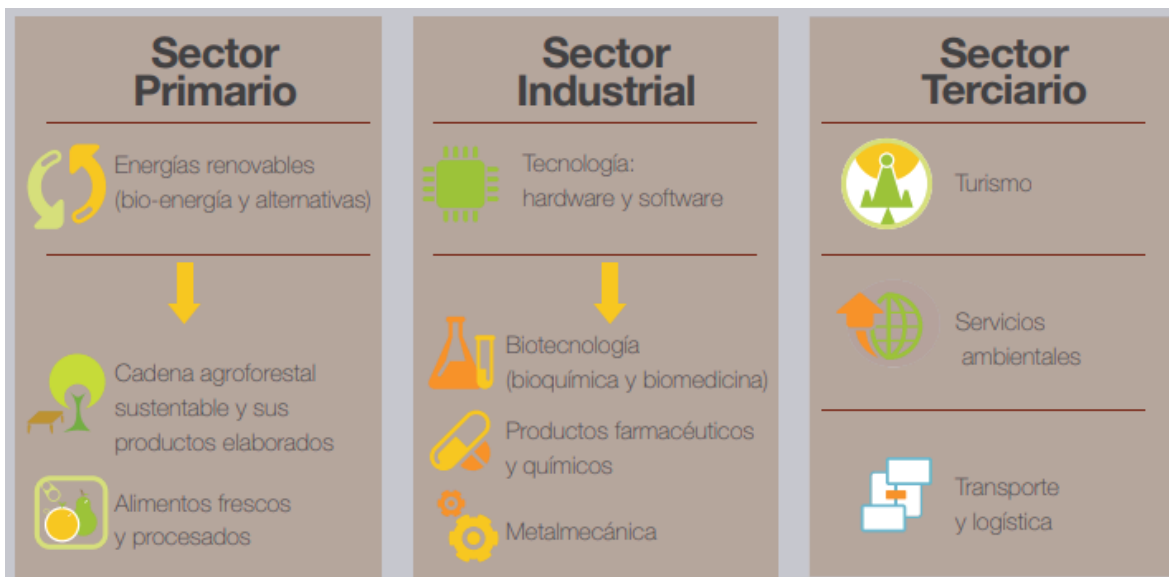 Sector
Primario
Energías renovables
(bio-energía y alternativas)
Cadena agroforestal
sustentable y sus
productos elaborados
Alimentos frescos
y procesados
Sector
Industrial
Tecnología:
hardware y software
Biotecnología
(bioquímica y biomedicina)
Productos farmacéuticos
y químicos
Metalmecánica
Sector
Terciario
Turismo
Servicios
ambientales
Transporte
y logística